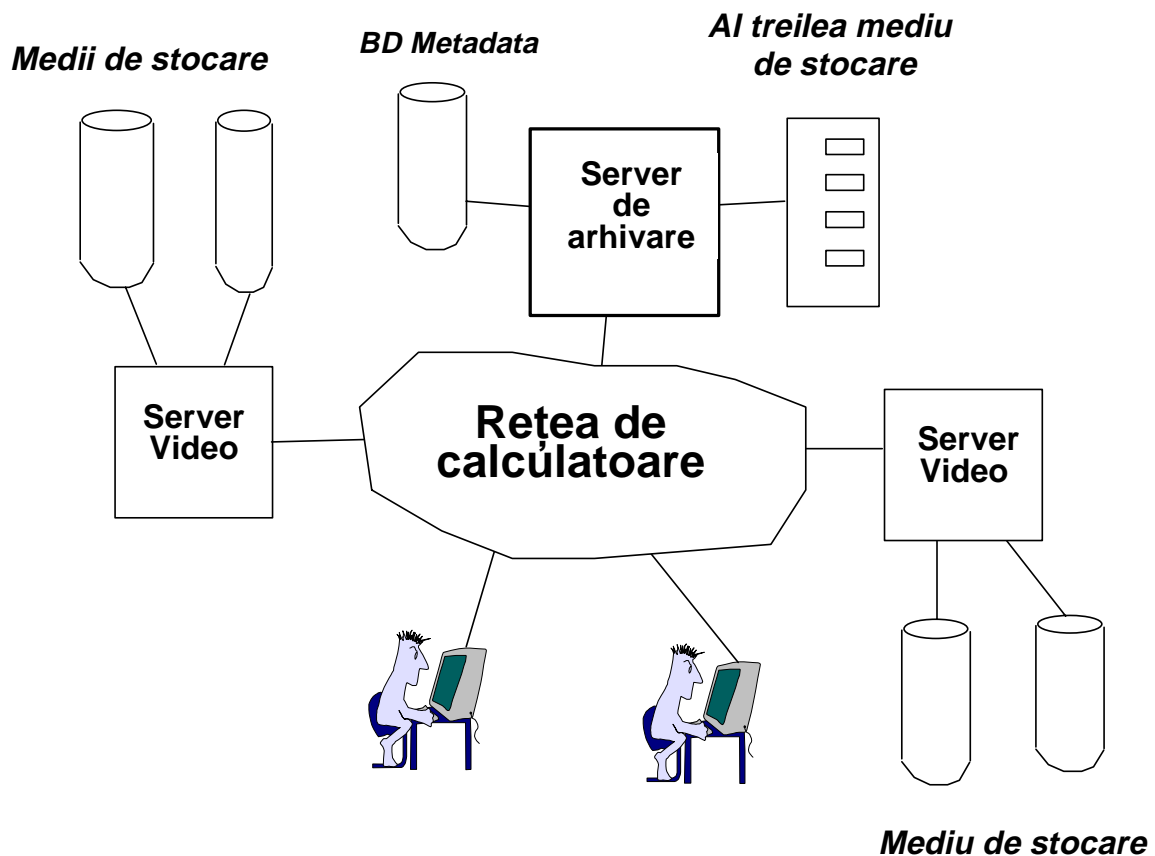 Medii de stocare
BD Metadata
Al treilea mediu
de stocare
Server
de
arhivare
Server
Video
Rețea de
calculatoare
Server
Video
Mediu de stocare